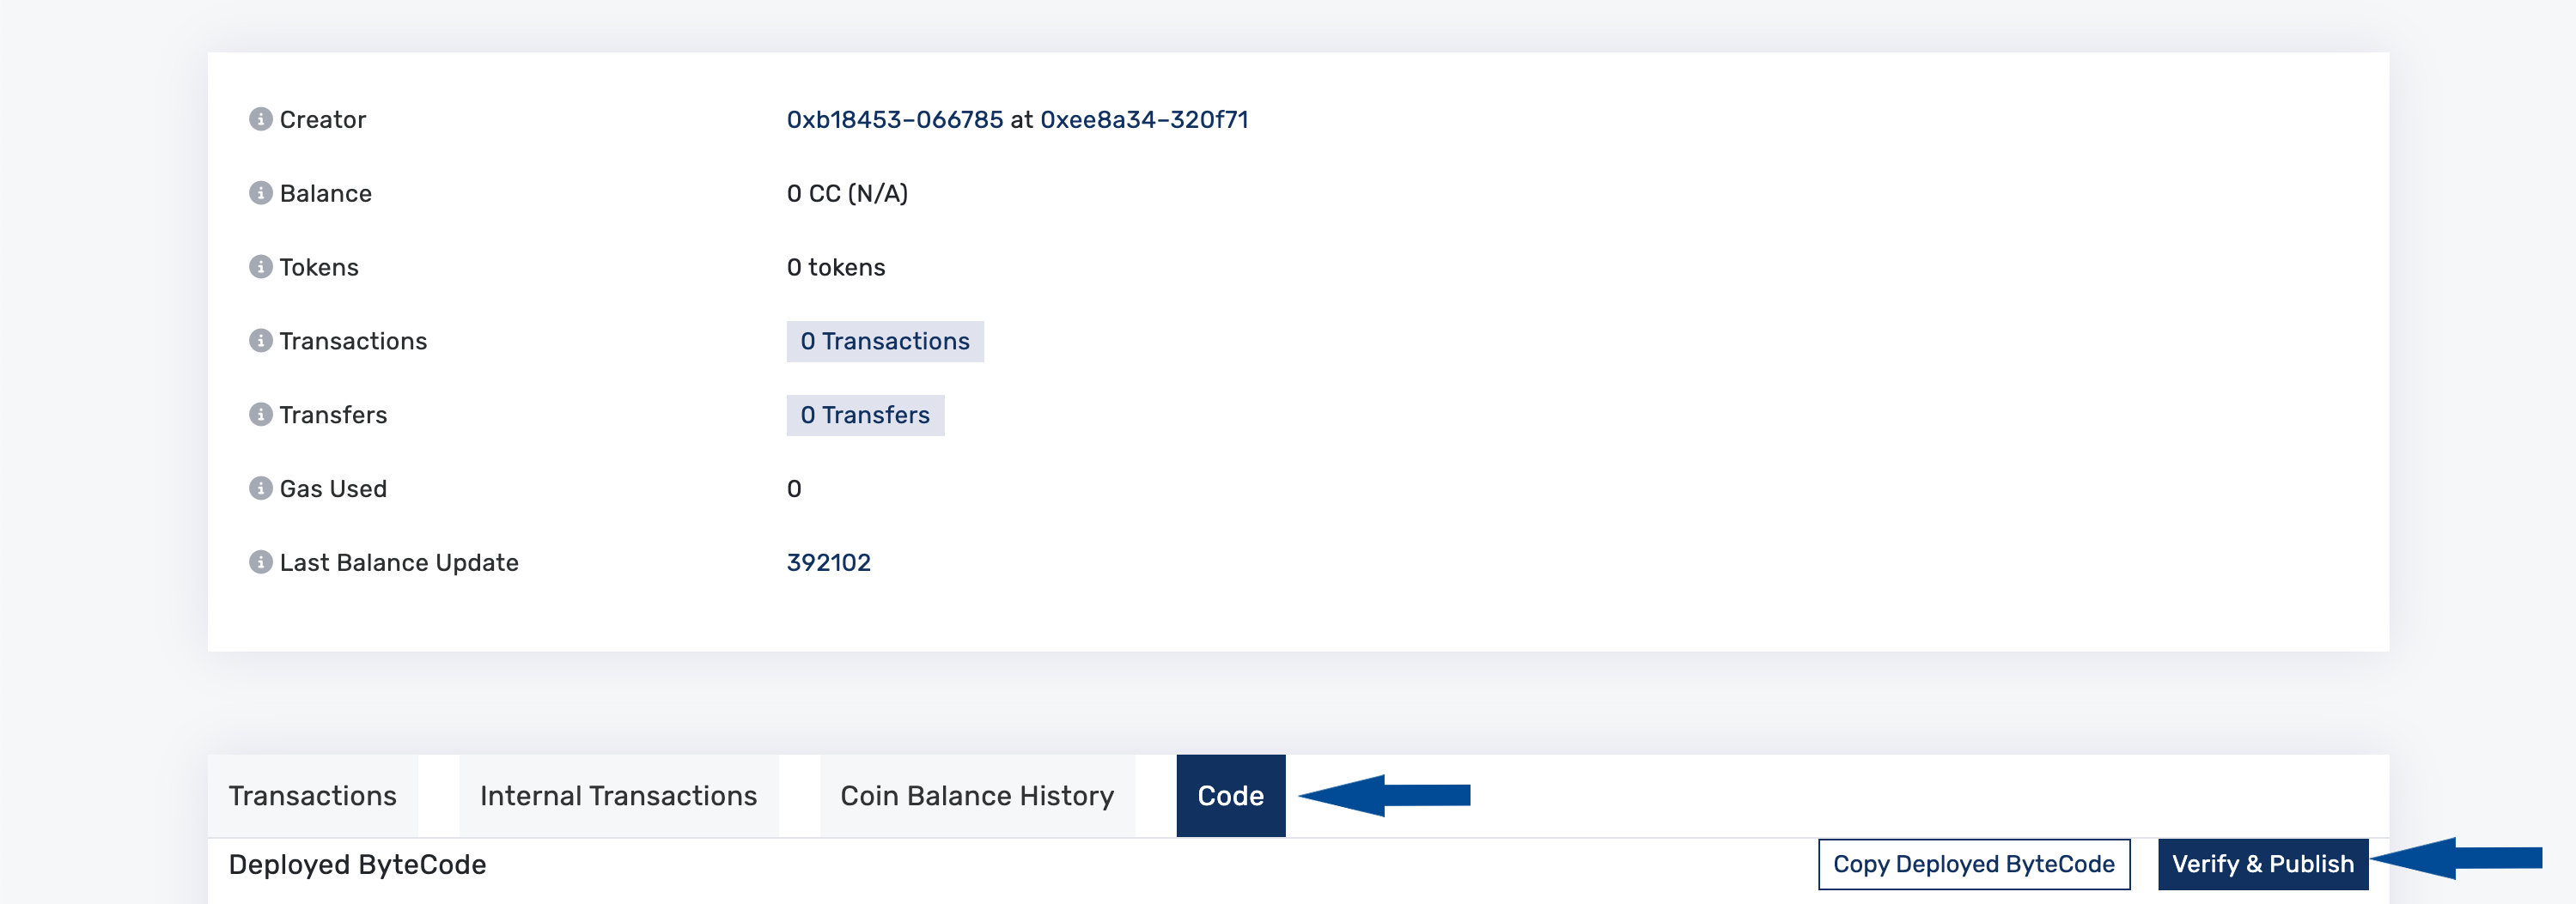 Creator 0xb18453–066785 at 0xee8a34–320f71
Balance 0 CC (N/A)
Tokens 0 tokens
Transactions 0 Transactions
Transfers 0 Transfers
Gas Used 0
Last Balance Update 392102
Transactions Internal Transactions Coin Balance History Code
Deployed ByteCode Copy Deployed ByteCode Verify & Publish